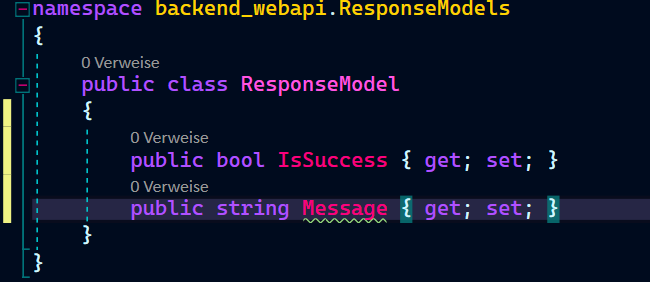 namespace backend_webapi.ResponseModels
{
0 Verweise
public class ResponseModel
{
0 Verweise
public bool IsSuccess { get; set; }
0 Verweise
public string Message { get; set; }
}
}